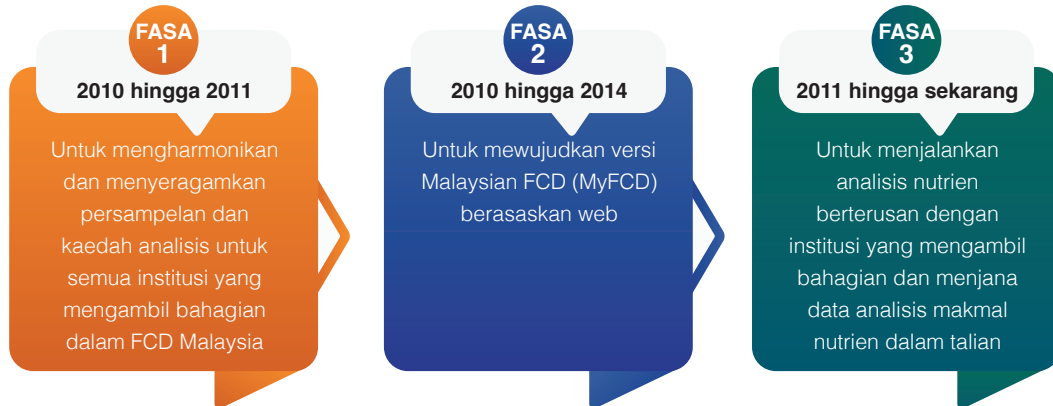 FASA
1
2010 hingga 2011
Untuk mengharmonikan
dan menyeragamkan
persampelan dan
kaedah analisis untuk
semua institusi yang
mengambil bahagian
dalam FCD Malaysia
FASA
2
2010 hingga 2014
Untuk mewujudkan versi
Malaysian FCD (MyFCD)
berasaskan web
FASA
3
2011 hingga sekarang
Untuk menjalankan
analisis nutrien
berterusan dengan
institusi yang mengambil
bahagian dan menjana
data analisis makmal
nutrien dalam talian